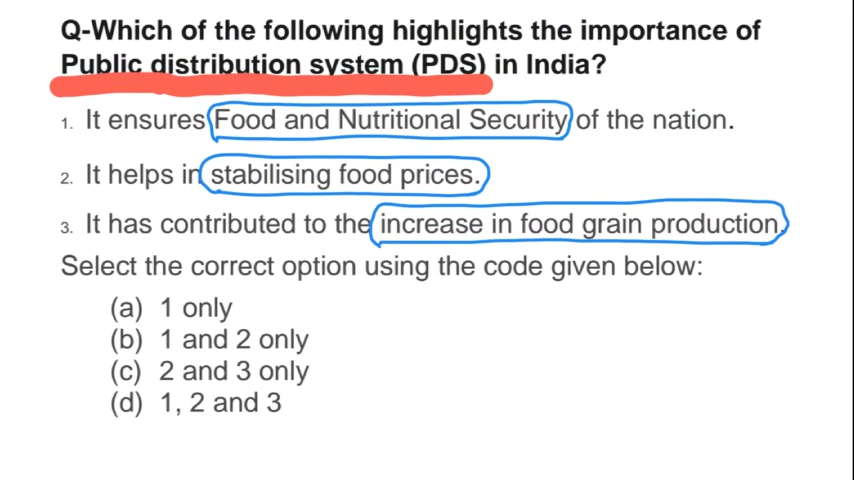 Q-Which of the following highlights the importance of
Public distribution system (PDS) in India?
1. It ensures Food and Nutritional Security of the nation.
2. It helps in stabilising food prices.
3. It has contributed to the increase in food grain production.
Select the correct option using the code given below:
(a) 1 only
(b) 1 and 2 only
(c) 2 and 3 only
(d) 1, 2 and 3